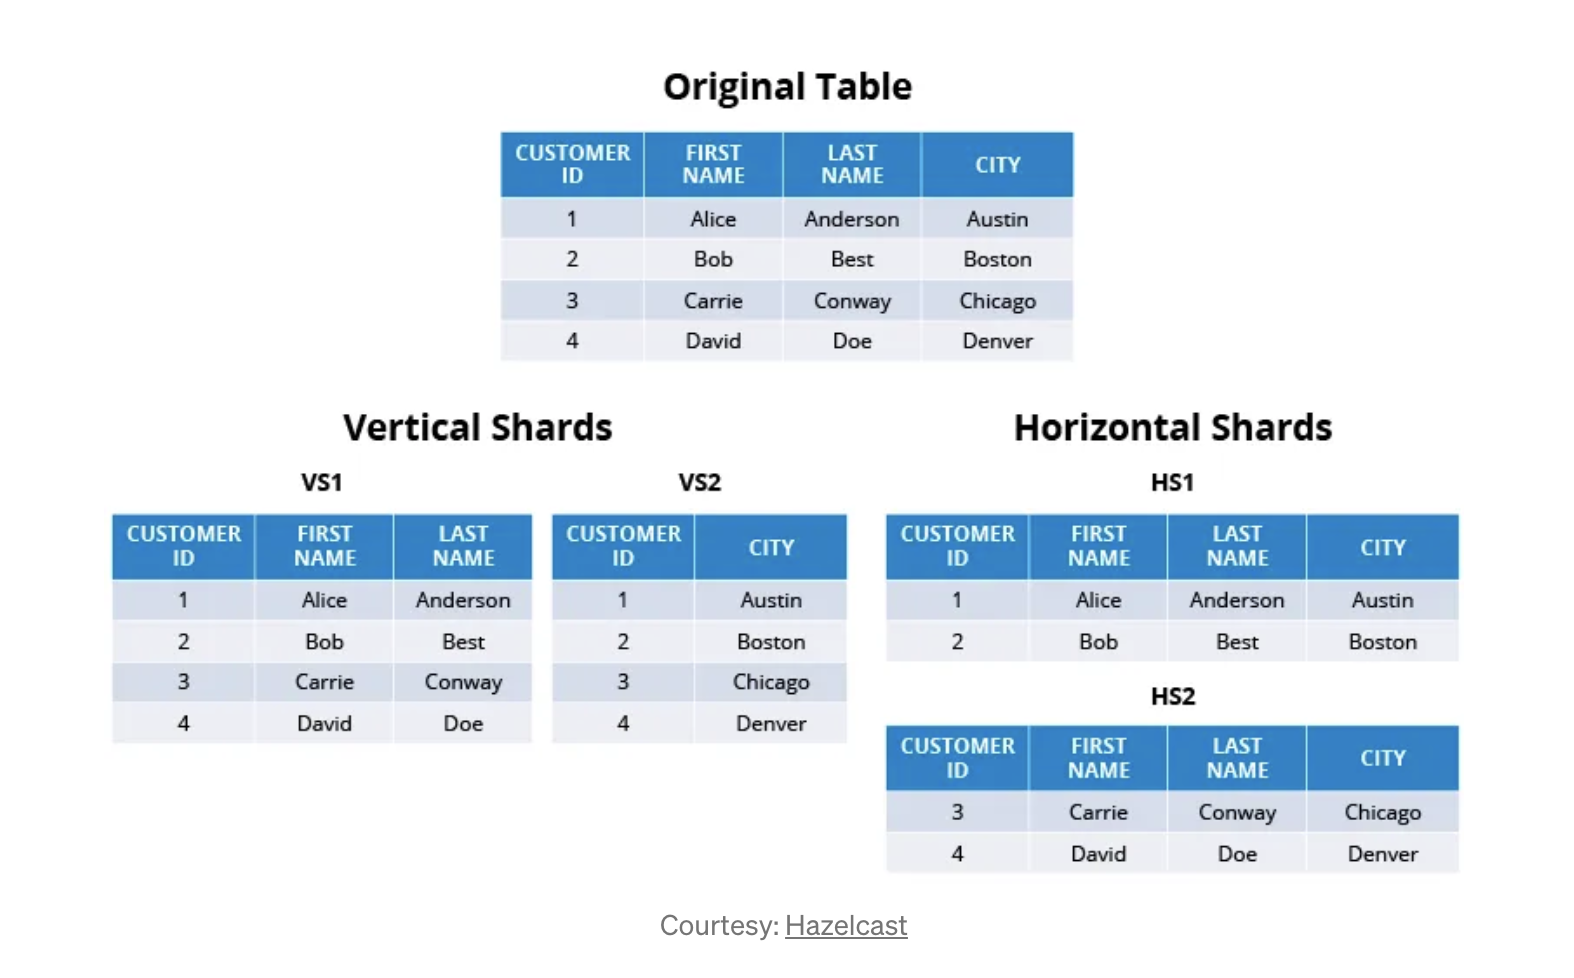 Original Table
CUSTOMER ID FIRST NAME LAST NAME CITY
1 Alice Anderson Austin
2 Bob Best Boston
3 Carrie Conway Chicago
4 David Doe Denver
Vertical Shards
VS1
CUSTOMER ID FIRST NAME LAST NAME
1 Alice Anderson
2 Bob Best
3 Carrie Conway
4 David Doe
VS2
CUSTOMER ID CITY
1 Austin
2 Boston
3 Chicago
4 Denver
Horizontal Shards
HS1
CUSTOMER ID FIRST NAME LAST NAME CITY
1 Alice Anderson Austin
2 Bob Best Boston
HS2
CUSTOMER ID FIRST NAME LAST NAME CITY
3 Carrie Conway Chicago
4 David Doe Denver
Courtesy: Hazelcast